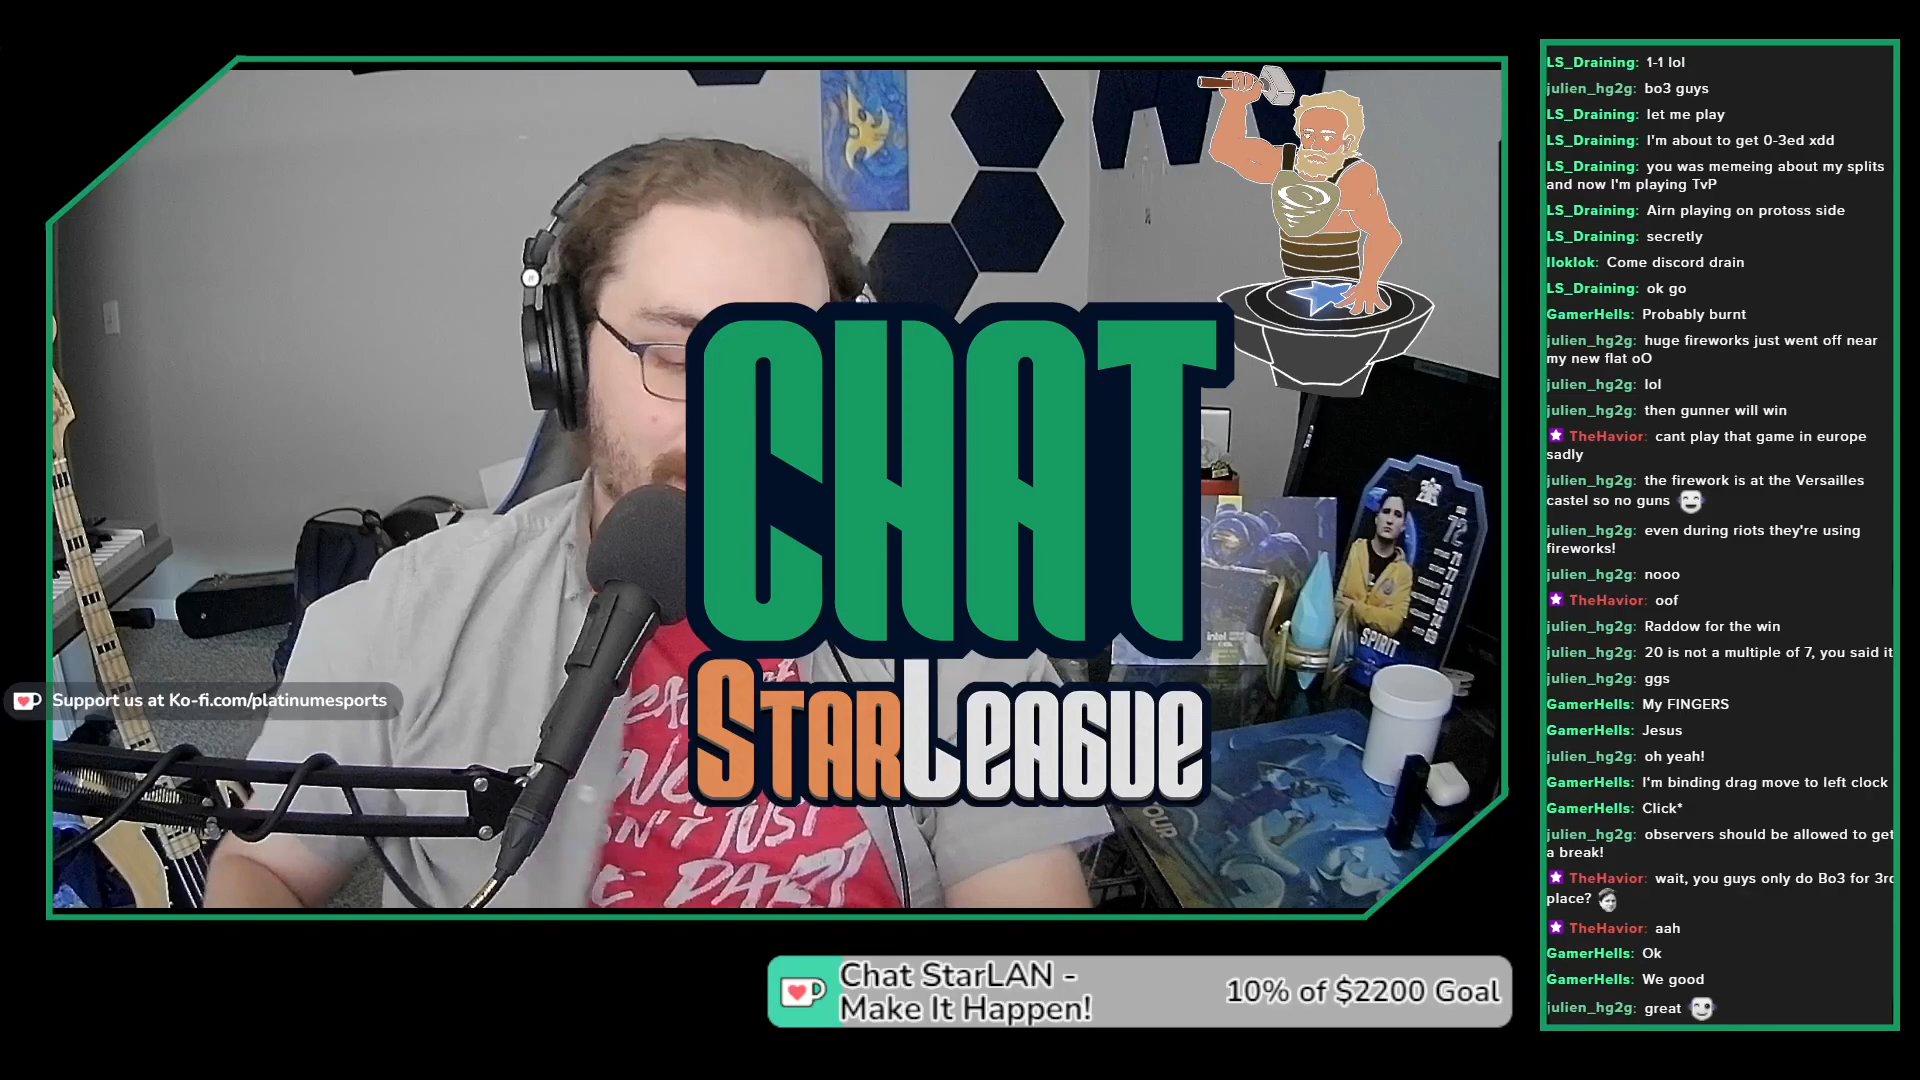 CHAT
STARLEAGUE
Support us at Ko-fi.com/platinumesports
intel
72
SPIRIT
OUR
N'T JUST
E PART
Chat StarLAN -
Make It Happen!
10% of $2200 Goal
LS_Draining: 1-1 lol
julien_hg2g: bo3 guys
LS_Draining: let me play
LS_Draining: I'm about to get 0-3ed xdd
LS_Draining: you was memeing about my splits
and now I'm playing TvP
LS_Draining: Airn playing on protoss side
LS_Draining: secretly
lloklok: Come discord drain
LS_Draining: ok go
GamerHells: Probably burnt
julien_hg2g: huge fireworks just went off near
my new flat oO
julien_hg2g: lol
julien_hg2g: then gunner will win
TheHavior: cant play that game in europe
sadly
julien_hg2g: the firework is at the Versailles
castel so no guns
julien_hg2g: even during riots they're using
fireworks!
julien_hg2g: nooo
TheHavior: oof
julien_hg2g: Raddow for the win
julien_hg2g: 20 is not a multiple of 7, you said it
julien_hg2g: ggs
GamerHells: My FINGERS
GamerHells: Jesus
julien_hg2g: oh yeah!
GamerHells: I'm binding drag move to left clock
GamerHells: Click*
julien_hg2g: observers should be allowed to get
a break!
TheHavior: wait, you guys only do Bo3 for 3rd
place?
TheHavior: aah
GamerHells: Ok
GamerHells: We good
julien_hg2g: great